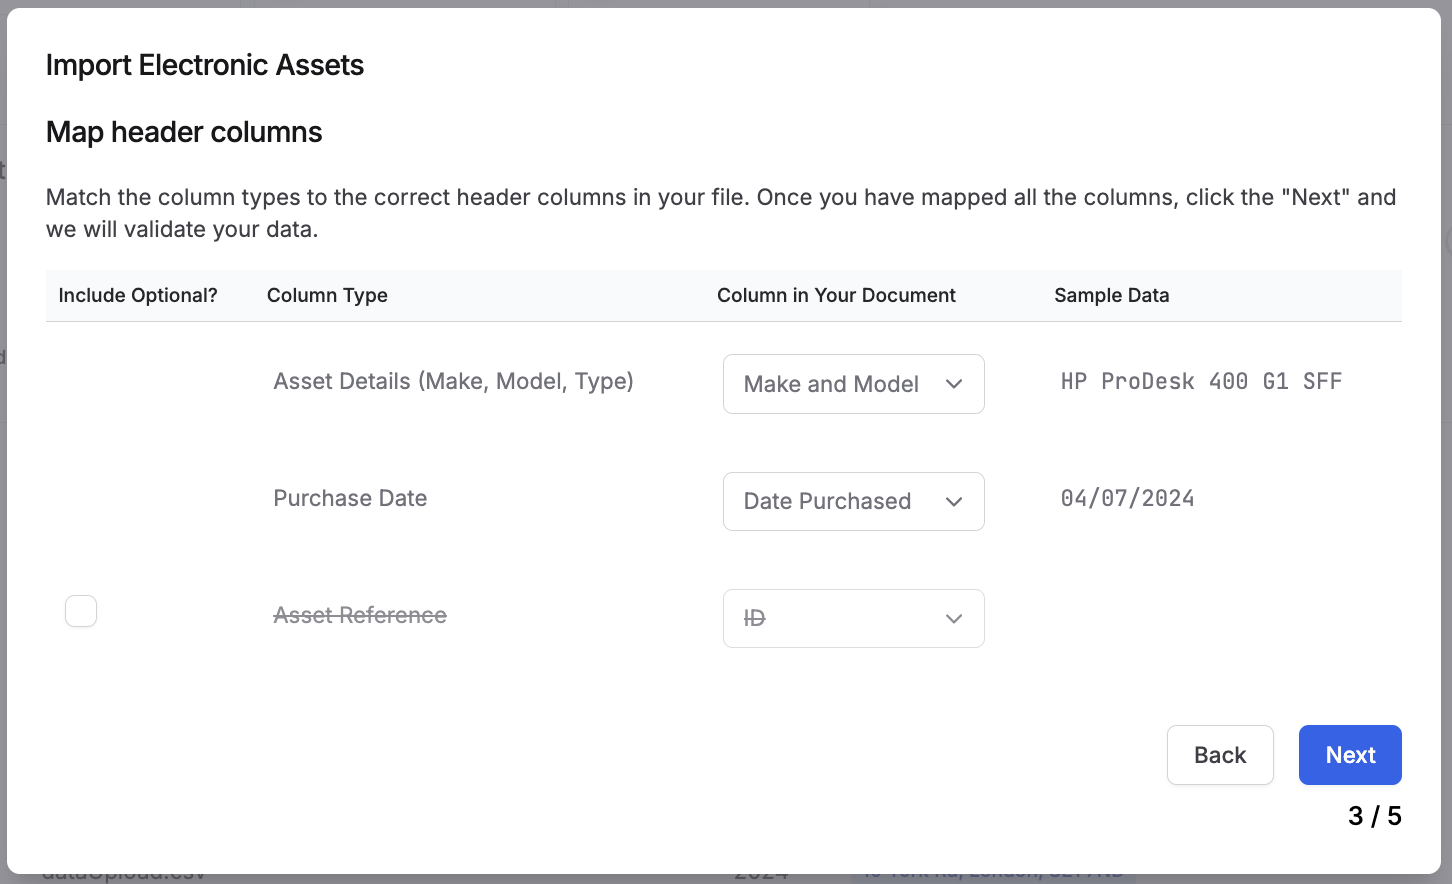 Import Electronic Assets
Map header columns
Match the column types to the correct header columns in your file. Once you have mapped all the columns, click the "Next" and
we will validate your data.
Include Optional? Column Type Column in Your Document Sample Data
Asset Details (Make, Model, Type) Make and Model HP ProDesk 400 G1 SFF
Purchase Date Date Purchased 04/07/2024
Asset Reference ID
Back Next
3 / 5